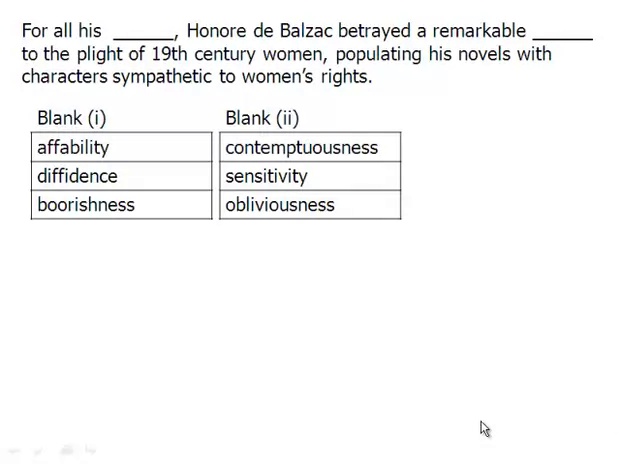 For all his ______, Honore de Balzac betrayed a remarkable ______
to the plight of 19th century women, populating his novels with
characters sympathetic to women’s rights.
Blank (i) Blank (ii)
affability contemptuousness
diffidence sensitivity
boorishness obliviousness